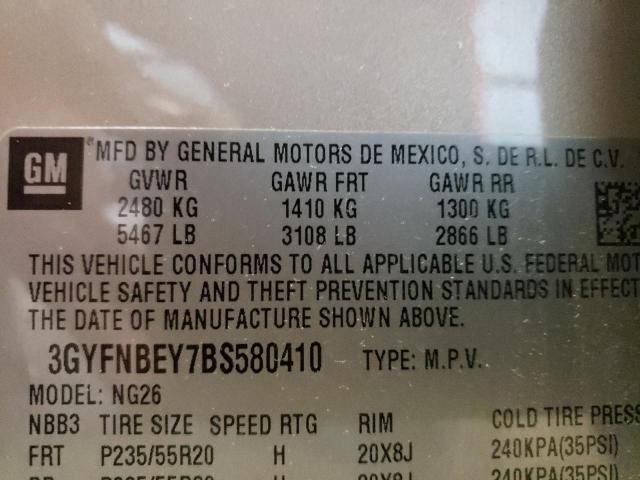 GM ® MFD BY GENERAL MOTORS DE MEXICO, S. DE R.L. DE C.V.
GVWR GAWR FRT GAWR RR
2480 KG 1410 KG 1300 KG
5467 LB 3108 LB 2866 LB
THIS VEHICLE CONFORMS TO ALL APPLICABLE U.S. FEDERAL MOT
VEHICLE SAFETY AND THEFT PREVENTION STANDARDS IN EFFECT
THE DATE OF MANUFACTURE SHOWN ABOVE.
3GYFNBEY7BS580410 TYPE: M.P.V.
MODEL: NG26
NBB3 TIRE SIZE SPEED RTG RIM COLD TIRE PRESS
FRT P235/55R20 H 20X8J 240KPA(35PSI)